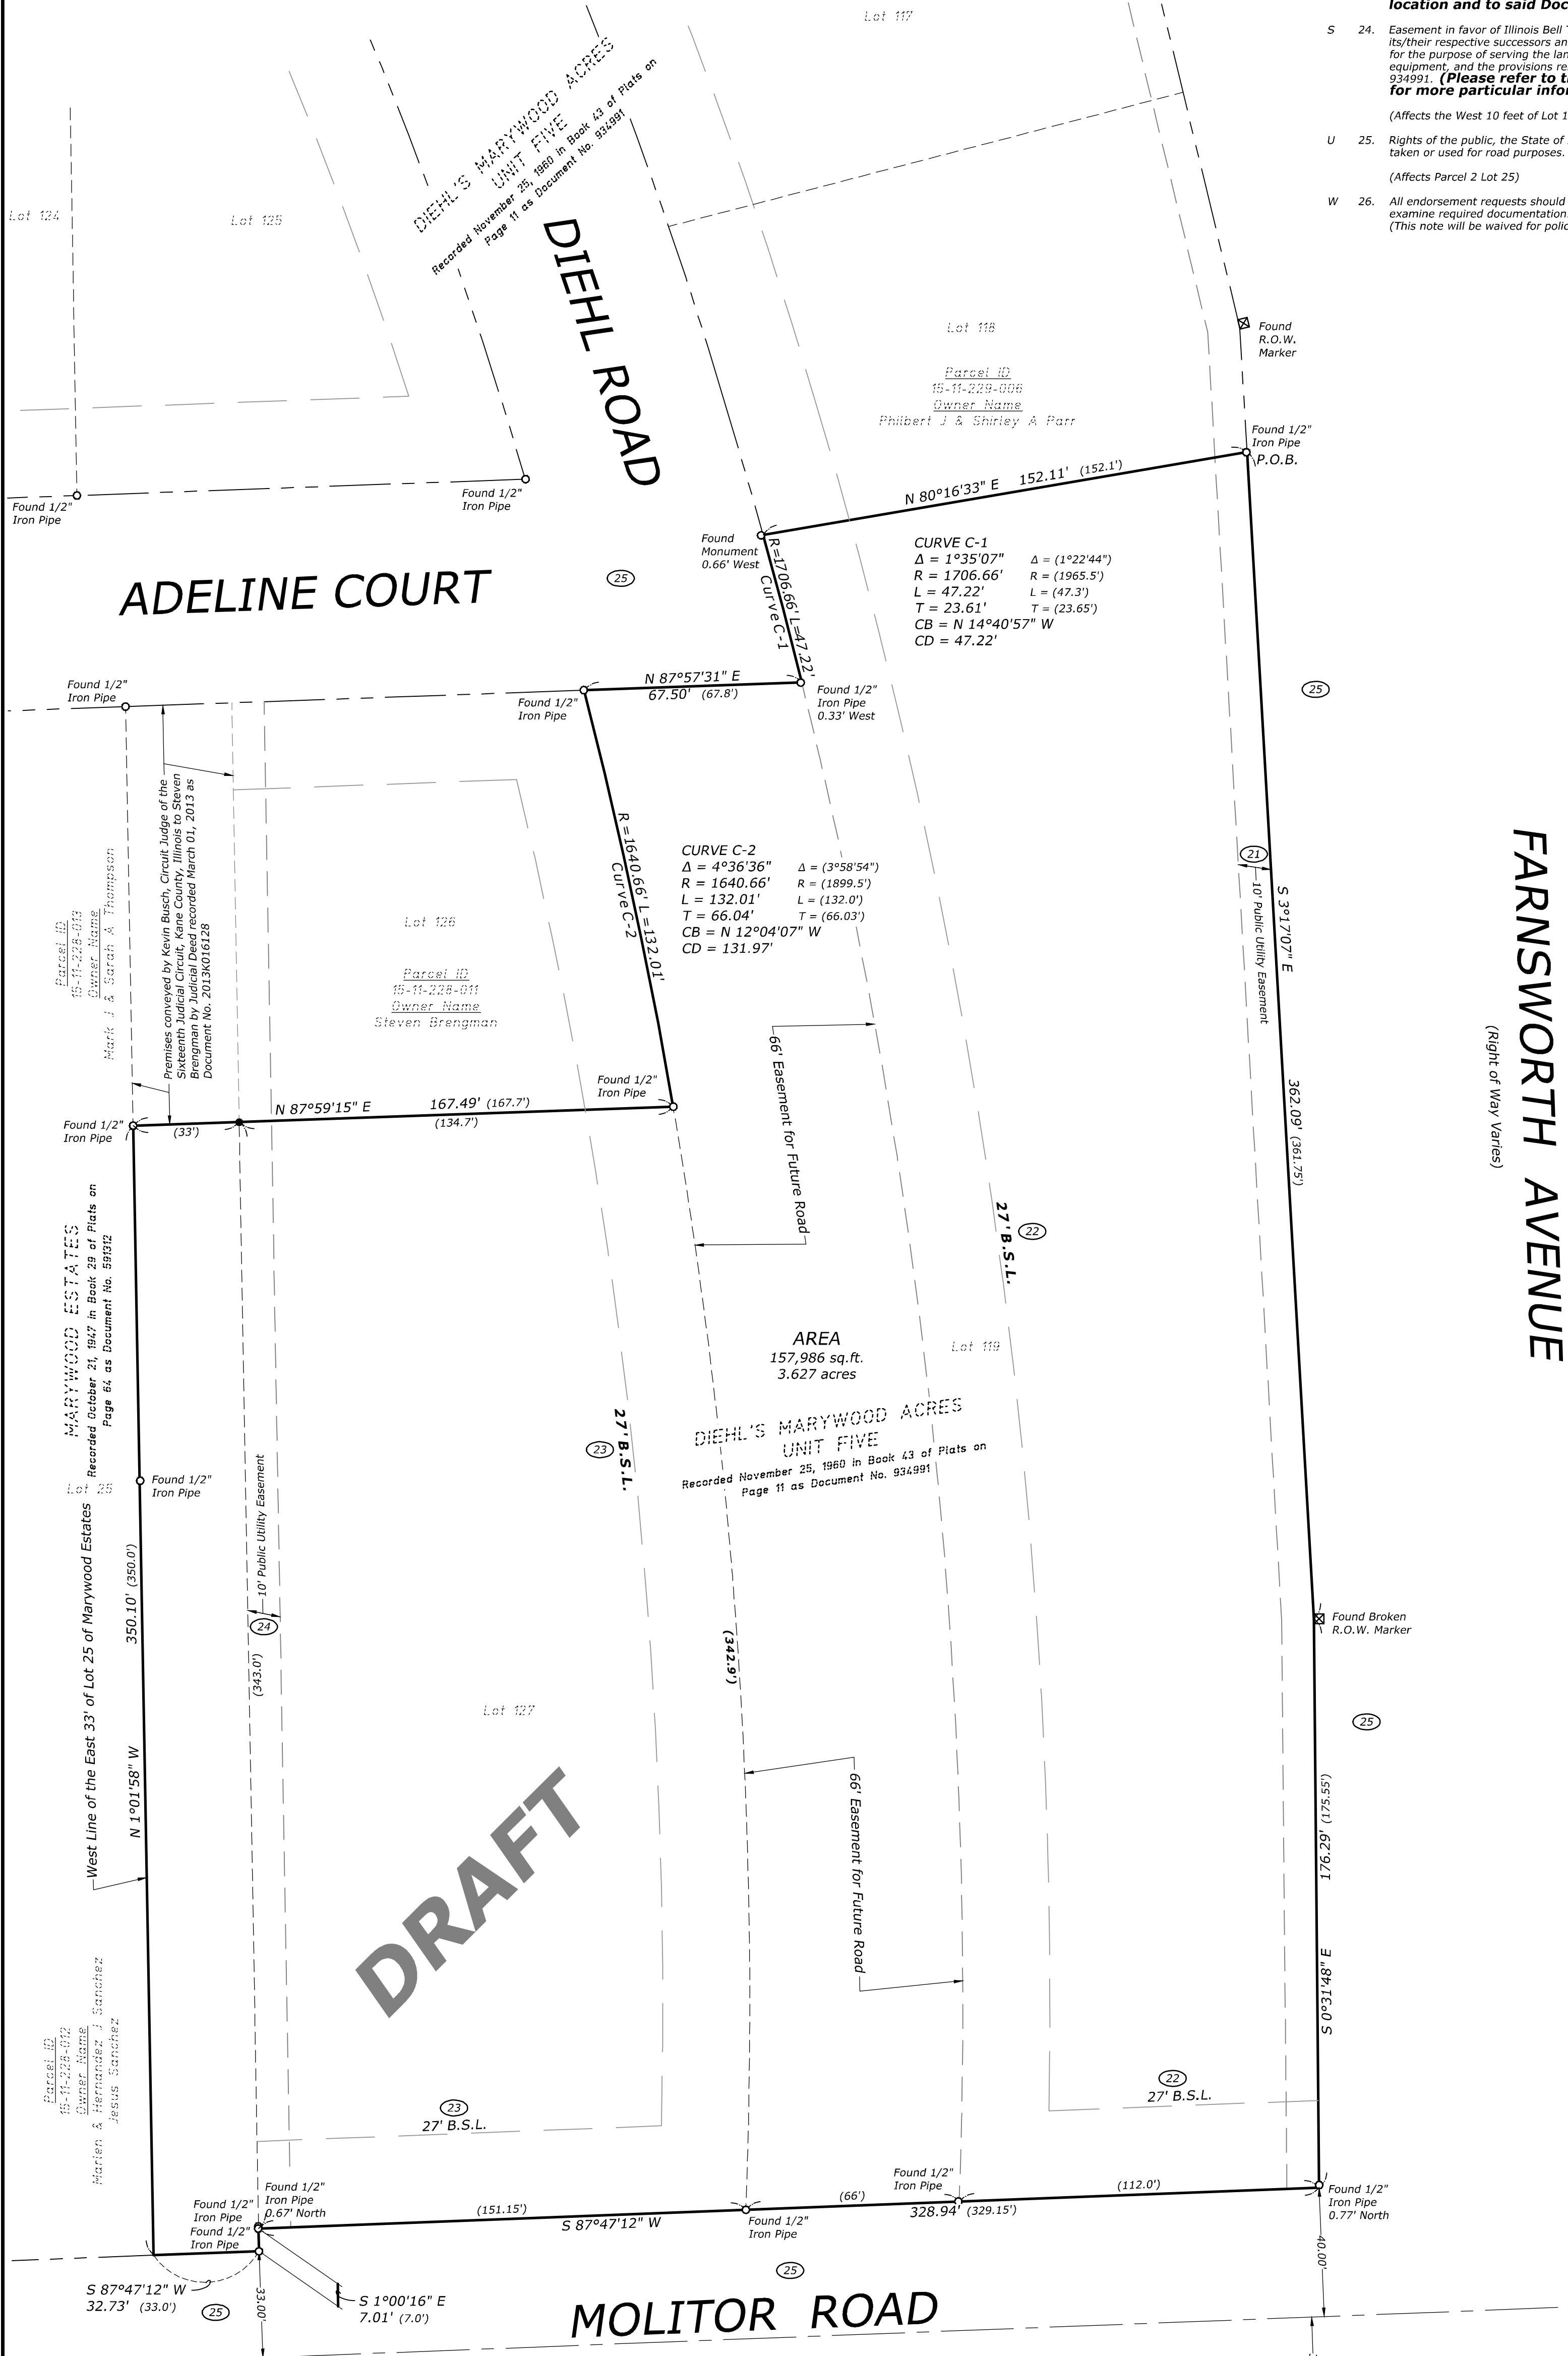 location and to said Doc
S 24. Easement in favor of Illinois Bell T
its/their respective successors an
for the purpose of serving the lan
equipment, and the provisions re
934991. (Please refer to t
for more particular infor
(Affects the West 10 feet of Lot 1
U 25. Rights of the public, the State of
taken or used for road purposes.
(Affects Parcel 2 Lot 25)
W 26. All endorsement requests should
examine required documentation
(This note will be waived for polic
Lot 117
DIEHL'S MARYWOOD ACRES
UNIT FIVE
Recorded November 25, 1960 in Book 43 of Plats on
Page 11 as Document No. 934991
Lot 124
Lot 125
DIEHL ROAD
Lot 118
Parcel ID
15-11-229-006
Owner Name
Philbert J & Shirley A Parr
Found
R.O.W.
Marker
Found 1/2"
Iron Pipe
P.O.B.
N 80°16'33" E 152.11' (152.1')
Found 1/2"
Iron Pipe
Found 1/2"
Iron Pipe
Found
Monument
0.66' West
R=1706.66' L=47.22'
Curve C-1
CURVE C-1
Δ = 1°35'07" Δ = (1°22'44")
R = 1706.66' R = (1965.5')
L = 47.22' L = (47.3')
T = 23.61' T = (23.65')
CB = N 14°40'57" W
CD = 47.22'
ADELINE COURT
25
Found 1/2"
Iron Pipe
N 87°57'31" E
67.50' (67.8')
Found 1/2"
Iron Pipe
Found 1/2"
Iron Pipe
0.33' West
25
Premises conveyed by Kevin Busch, Circuit Judge of the
Sixteenth Judicial Circuit, Kane County, Illinois to Steven
Brengman by Judicial Deed recorded March 01, 2013 as
Document No. 2013K016128
Parcel ID
15-11-228-013
Owner Name
Mark J & Sarah A Thompson
R=1640.66' L=132.01'
Curve C-2
CURVE C-2
Δ = 4°36'36" Δ = (3°58'54")
R = 1640.66' R = (1899.5')
L = 132.01' L = (132.0')
T = 66.04' T = (66.03')
CB = N 12°04'07" W
CD = 131.97'
Lot 126
Parcel ID
15-11-228-011
Owner Name
Steven Brengman
21
10' Public Utility Easement
S 3°17'07" E
362.09' (361.75')
FARNSWORTH AVENUE
(Right of Way Varies)
66' Easement for Future Road
Found 1/2"
Iron Pipe
N 87°59'15" E 167.49' (167.7')
(33') (134.7')
Found 1/2"
Iron Pipe
MARYWOOD ESTATES
Recorded October 21, 1947 in Book 29 of Plats on
Page 64 as Document No. 591312
27' B.S.L.
22
AREA
157,986 sq.ft.
3.627 acres
Lot 119
DIEHL'S MARYWOOD ACRES
UNIT FIVE
Recorded November 25, 1960 in Book 43 of Plats on
Page 11 as Document No. 934991
23
27' B.S.L.
Lot 25
Found 1/2"
Iron Pipe
West Line of the East 33' of Lot 25 of Marywood Estates
350.10' (350.0')
N 1°01'58" W
10' Public Utility Easement
24
(343.0')
(342.9')
Found Broken
R.O.W. Marker
25
Lot 127
DRAFT
66' Easement for Future Road
176.29' (175.55')
S 0°31'48" E
Parcel ID
15-11-228-012
Owner Name
Marlen & Hernandez J Sanchez
Jesus Sanchez
23
27' B.S.L.
22
27' B.S.L.
Found 1/2"
Iron Pipe
0.67' North
Found 1/2"
Iron Pipe
Found 1/2"
Iron Pipe
(151.15')
S 87°47'12" W
Found 1/2"
Iron Pipe
(66')
Found 1/2"
Iron Pipe
328.94' (329.15')
(112.0')
Found 1/2"
Iron Pipe
0.77' North
S 87°47'12" W
32.73' (33.0')
25
33.00'
S 1°00'16" E
7.01' (7.0')
25
40.00'
MOLITOR ROAD